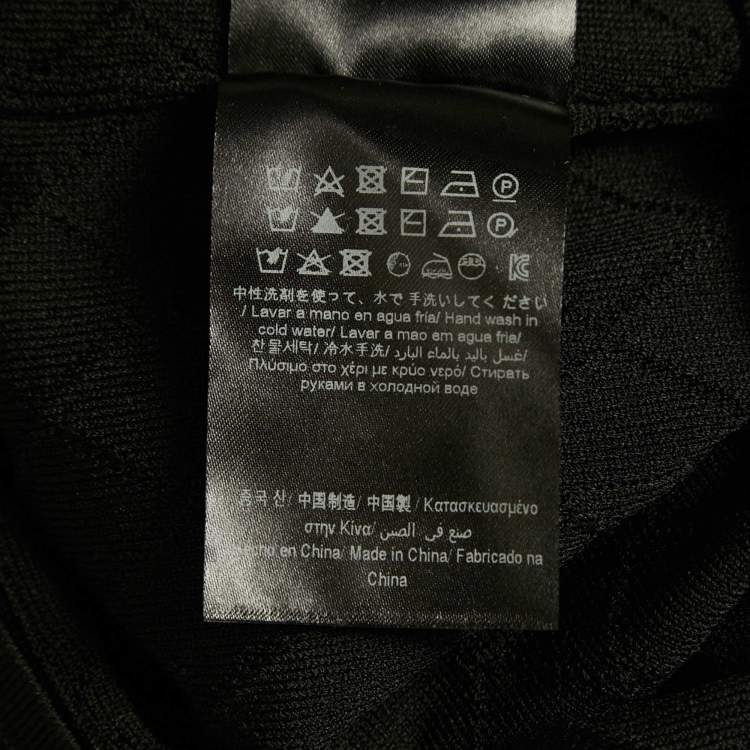 中性洗剤を使って、水で 手洗いしてく ださい
/ Lavar a mano en agua fría/ Hand wash in
cold water/ Lavar a mao em agua fria/
찬 물세탁/ 冷水手洗/ غسل باليد بالماء البارد/
Πλύσιμο στο χέρι με κρύο νερό/ Стирать
руками в холодной воде
중국 산/ 中国制造/ 中国製/ Κατασκευασμένο
στην Κίνα/ صنع في الصين
en China/ Made in China/ Fabricado na
China